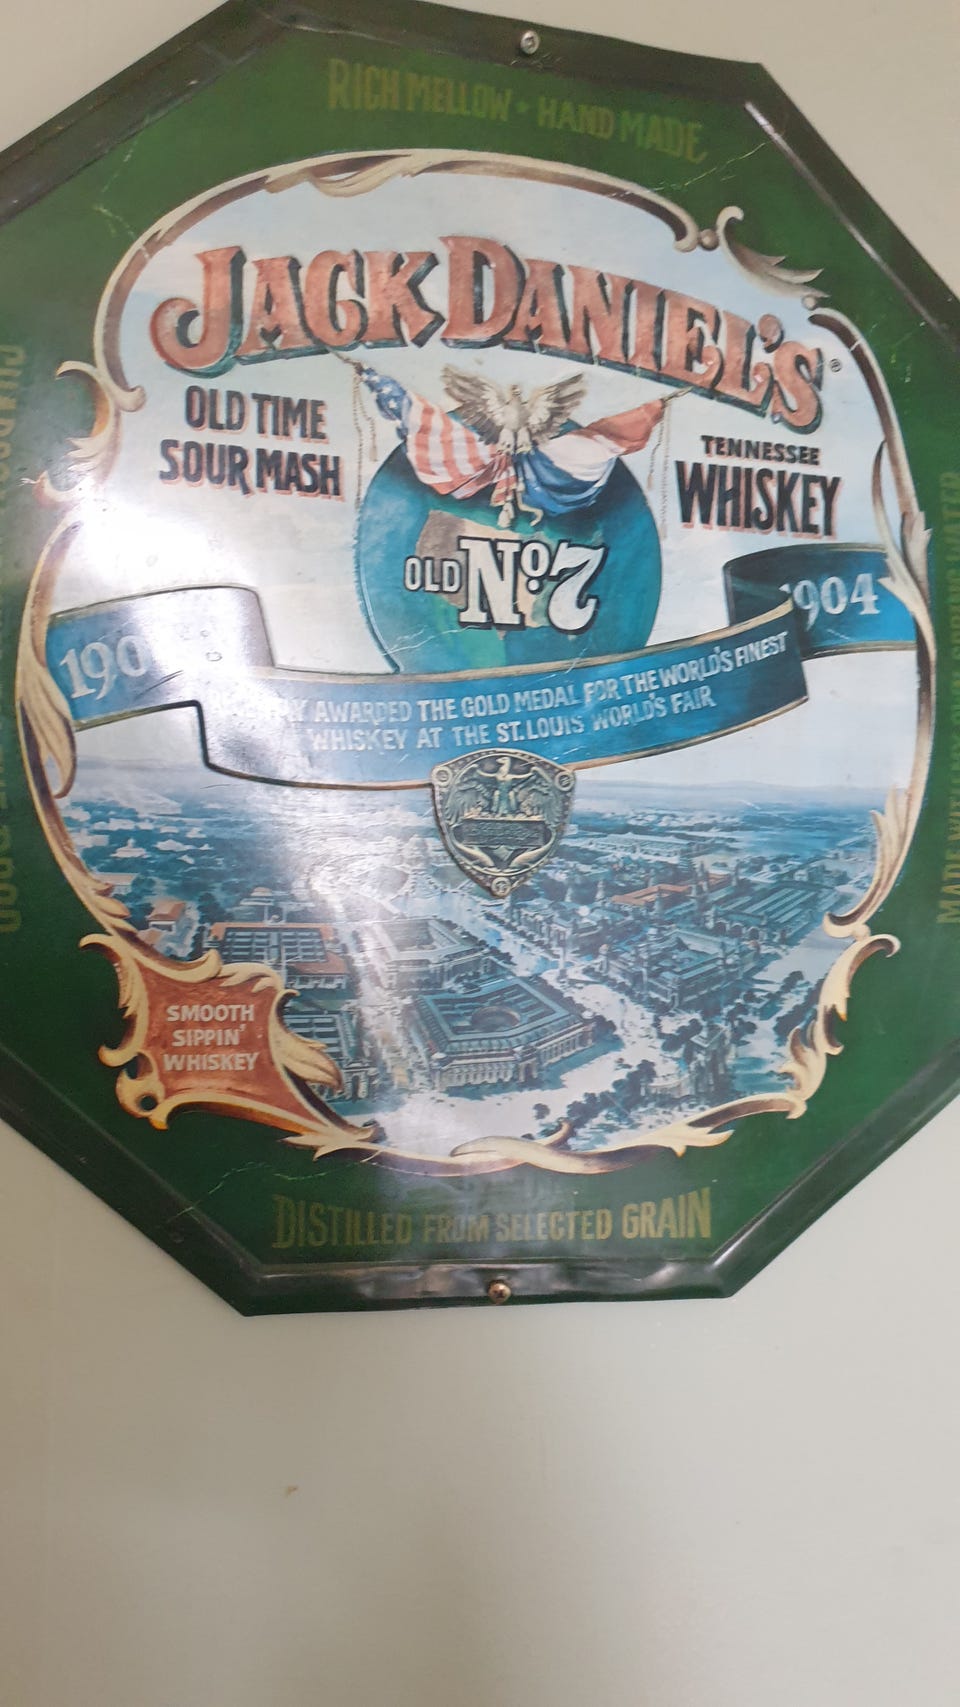 RICH MELLOW ★ HAND MADE
JACK DANIEL'S®
OLD TIME
SOUR MASH
TENNESSEE
WHISKEY
OLD No 7
1904
AWARDED THE GOLD MEDAL FOR THE WORLD'S FINEST
WHISKEY AT THE ST. LOUIS WORLD'S FAIR
SMOOTH
SIPPIN'
WHISKEY
DISTILLED FROM SELECTED GRAIN
MADE WITH